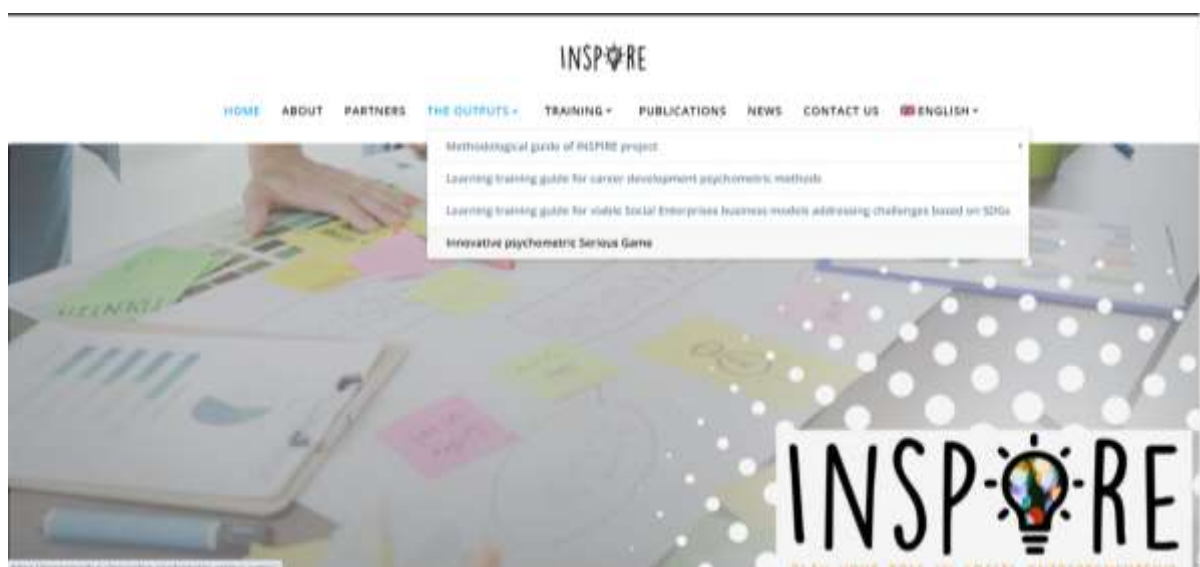 INSPIRE
HOME ABOUT PARTNERS THE OUTPUTS TRAINING PUBLICATIONS NEWS CONTACT US ENGLISH
Methodological guide of INSPIRE project
Learning training guide for career development psychometric methods
Learning training guide for viable Social Enterprises business models addressing challenges based on SDGs
Innovative psychometric Serious Game
INSPIRE